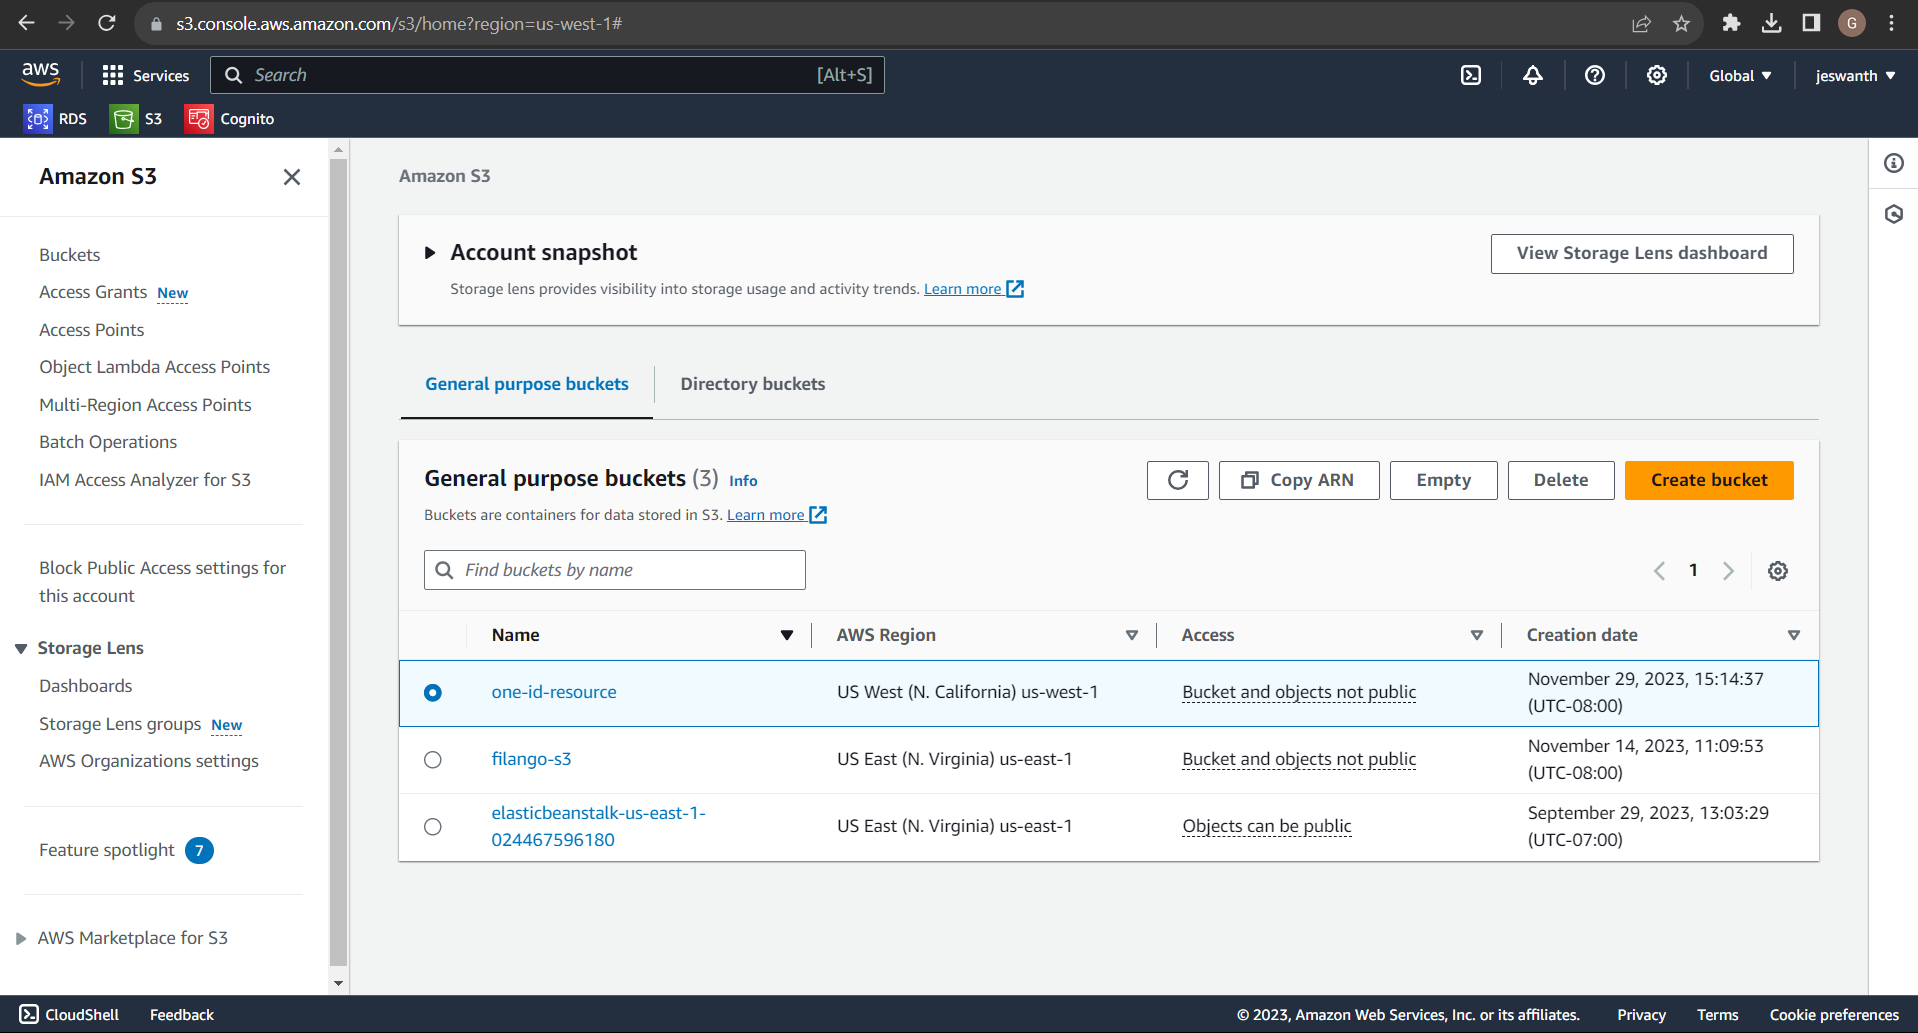 s3.console.aws.amazon.com/s3/home?region=us-west-1#
G
aws
Services
Search
[Alt+S]
Global
jeswanth
RDS
S3
Cognito
Amazon S3
Buckets
Access Grants New
Access Points
Object Lambda Access Points
Multi-Region Access Points
Batch Operations
IAM Access Analyzer for S3
Block Public Access settings for
this account
Storage Lens
Dashboards
Storage Lens groups New
AWS Organizations settings
Feature spotlight 7
AWS Marketplace for S3
Amazon S3
Account snapshot
View Storage Lens dashboard
Storage lens provides visibility into storage usage and activity trends. Learn more
General purpose buckets
Directory buckets
General purpose buckets (3) Info
Copy ARN
Empty
Delete
Create bucket
Buckets are containers for data stored in S3. Learn more
Find buckets by name
1
Name
AWS Region
Access
Creation date
one-id-resource
US West (N. California) us-west-1
Bucket and objects not public
November 29, 2023, 15:14:37
(UTC-08:00)
filango-s3
US East (N. Virginia) us-east-1
Bucket and objects not public
November 14, 2023, 11:09:53
(UTC-08:00)
elasticbeanstalk-us-east-1-
024467596180
US East (N. Virginia) us-east-1
Objects can be public
September 29, 2023, 13:03:29
(UTC-07:00)
CloudShell
Feedback
© 2023, Amazon Web Services, Inc. or its affiliates.
Privacy
Terms
Cookie preferences